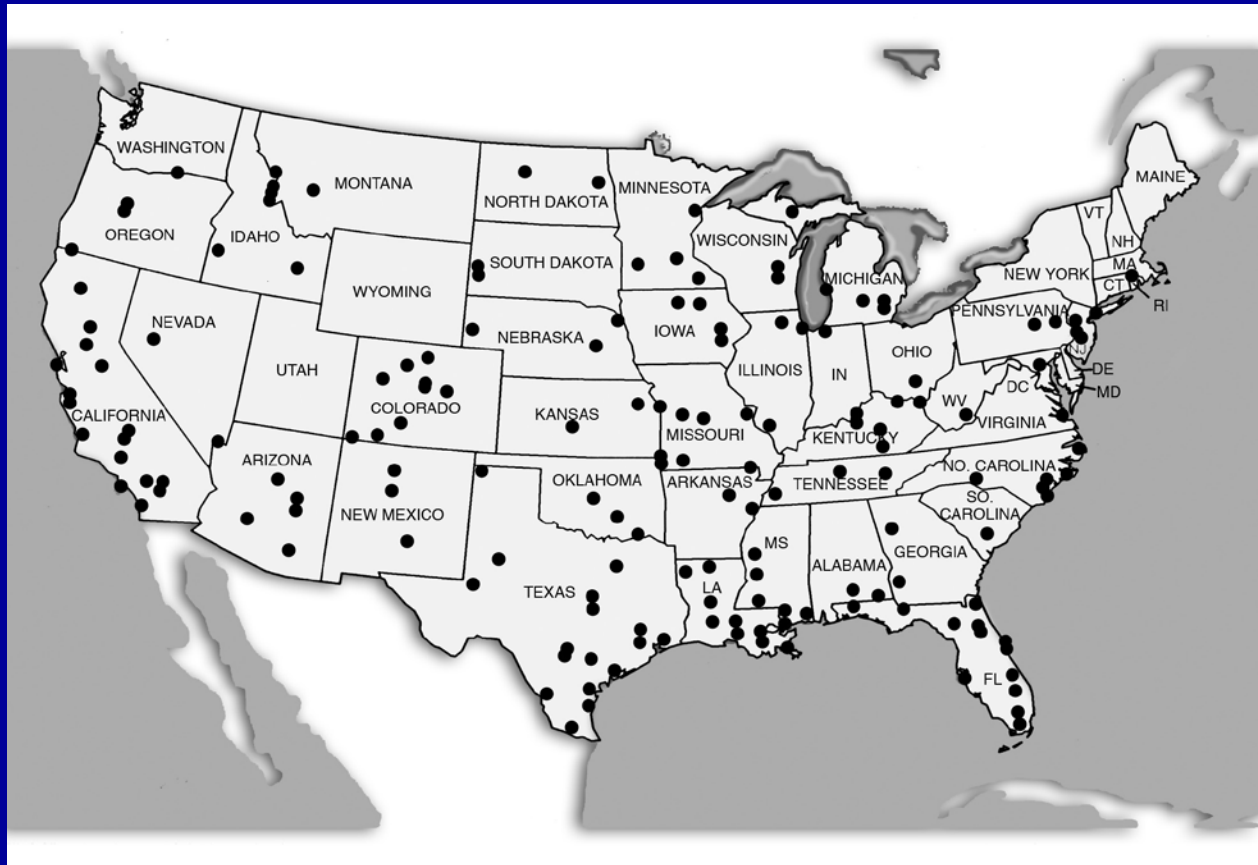 WASHINGTON
MAINE
MONTANA
NORTH DAKOTA
MINNESOTA
VT
OREGON
IDAHO
WISCONSIN
NH
SOUTH DAKOTA
MICHIGAN
NEW YORK
MA
CT
WYOMING
RI
NEVADA
NEBRASKA
IOWA
PENNSYLVANIA
UTAH
ILLINOIS
IN
OHIO
NJ
DE
DC
MD
CALIFORNIA
COLORADO
KANSAS
MISSOURI
WV
VIRGINIA
KENTUCKY
ARIZONA
OKLAHOMA
ARKANSAS
TENNESSEE
NO. CAROLINA
NEW MEXICO
SO.
CAROLINA
MS
ALABAMA
GEORGIA
TEXAS
LA
FL